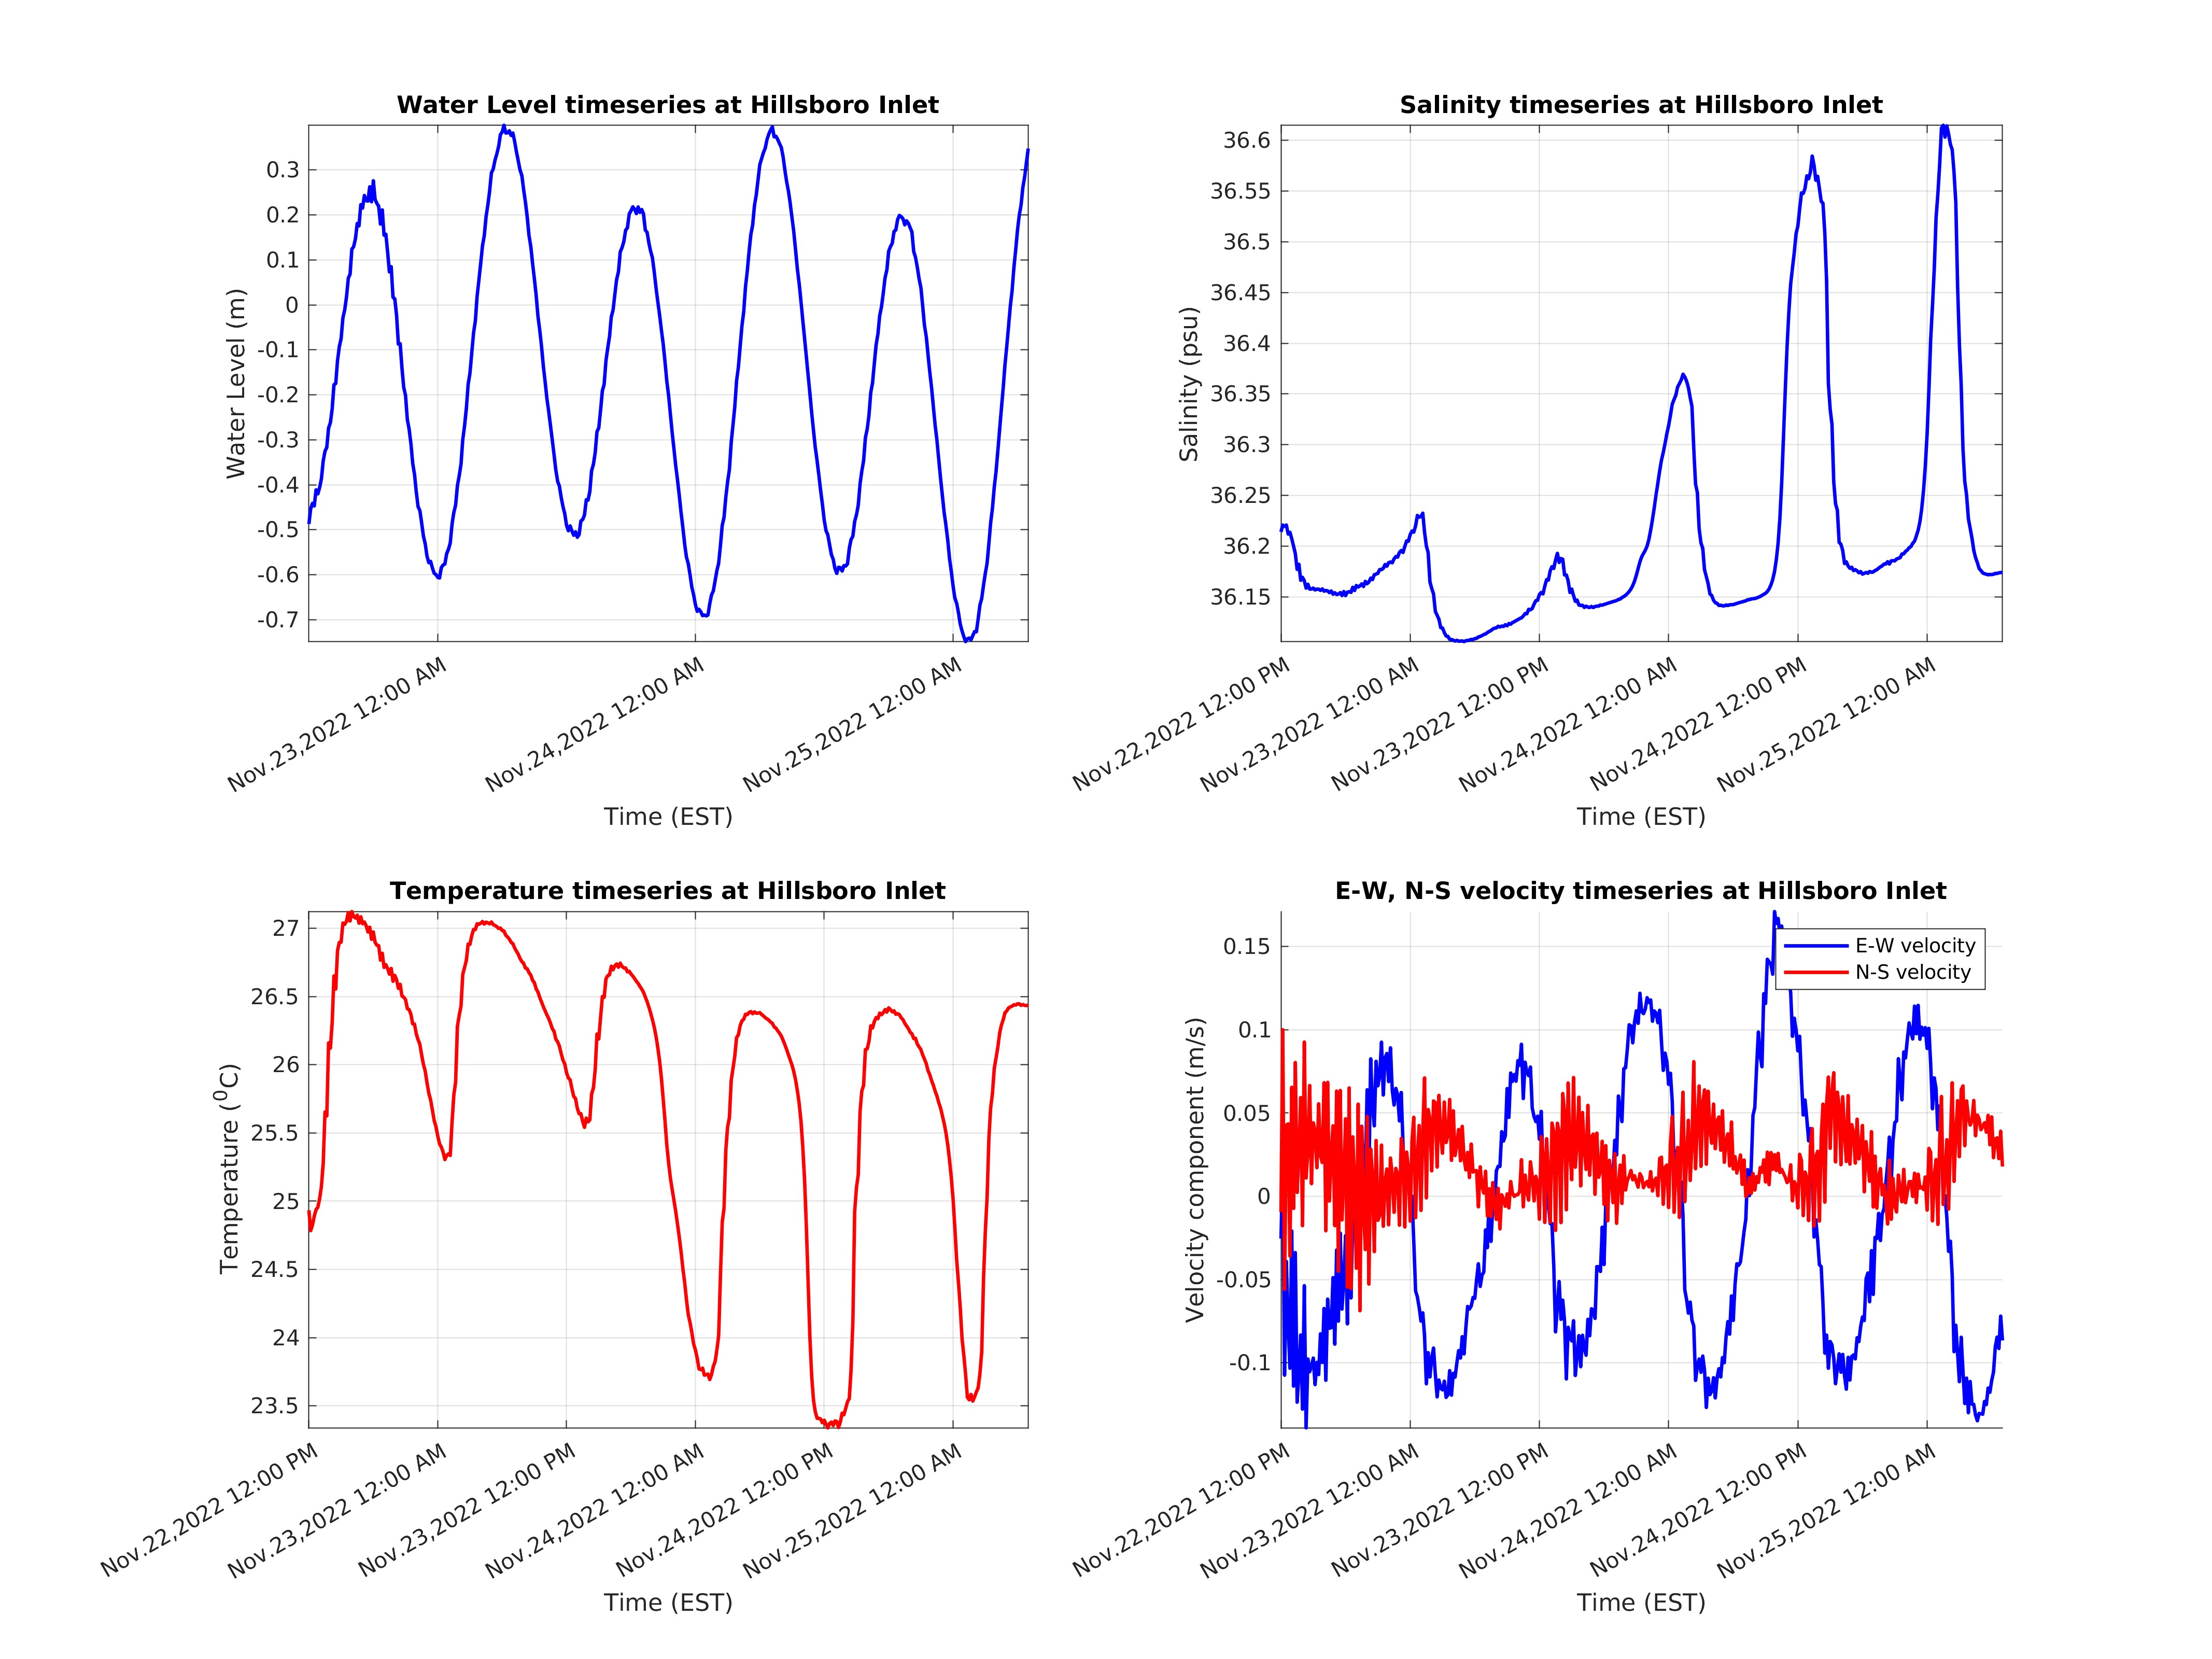 Water Level timeseries at Hillsboro Inlet
Water Level (m)
0.3
0.2
0.1
0
-0.1
-0.2
-0.3
-0.4
-0.5
-0.6
-0.7
Nov.23,2022 12:00 AM
Nov.24,2022 12:00 AM
Nov.25,2022 12:00 AM
Time (EST)
Salinity timeseries at Hillsboro Inlet
Salinity (psu)
36.6
36.55
36.5
36.45
36.4
36.35
36.3
36.25
36.2
36.15
Nov.22,2022 12:00 PM
Nov.23,2022 12:00 AM
Nov.23,2022 12:00 PM
Nov.24,2022 12:00 AM
Nov.24,2022 12:00 PM
Nov.25,2022 12:00 AM
Time (EST)
Temperature timeseries at Hillsboro Inlet
Temperature (⁰C)
27
26.5
26
25.5
25
24.5
24
23.5
Nov.22,2022 12:00 PM
Nov.23,2022 12:00 AM
Nov.23,2022 12:00 PM
Nov.24,2022 12:00 AM
Nov.24,2022 12:00 PM
Nov.25,2022 12:00 AM
Time (EST)
E-W, N-S velocity timeseries at Hillsboro Inlet
Velocity component (m/s)
0.15
0.1
0.05
0
-0.05
-0.1
E-W velocity
N-S velocity
Nov.22,2022 12:00 PM
Nov.23,2022 12:00 AM
Nov.23,2022 12:00 PM
Nov.24,2022 12:00 AM
Nov.24,2022 12:00 PM
Nov.25,2022 12:00 AM
Time (EST)